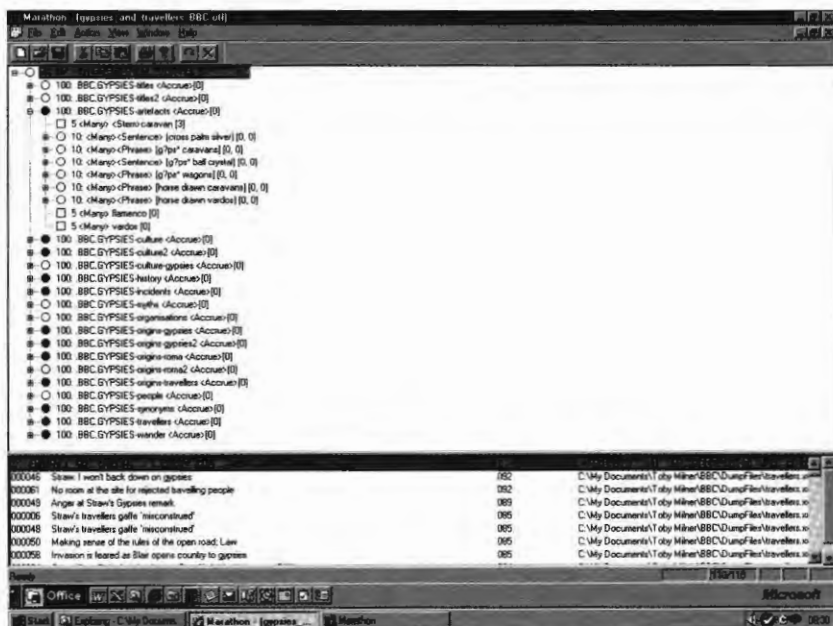 Marathon - [gypsies and travellers BBC.otl]
File Edit Action View Window Help
100: .BBC.GYPSIES-titles <Accrue>[0]
100: .BBC.GYPSIES-titles2 <Accrue>[0]
100: .BBC.GYPSIES-artefacts <Accrue>[0]
5 <Many> <Stem> caravan [3]
10: <Many><Sentence> [cross palm silver] [0, 0]
10: <Many><Phrase> [g?ps* caravans] [0, 0]
10: <Many><Sentence> [g?ps* ball crystal] [0, 0]
10: <Many><Phrase> [g?ps* wagons] [0, 0]
10: <Many><Phrase> [horse drawn caravans] [0, 0]
10: <Many><Phrase> [horse drawn vardos] [0, 0]
5 <Many> flamenco [0]
5 <Many> vardos [0]
100: .BBC.GYPSIES-culture <Accrue>[0]
100: .BBC.GYPSIES-culture2 <Accrue>[0]
100: .BBC.GYPSIES-culture-gypsies <Accrue>[0]
100: .BBC.GYPSIES-history <Accrue>[0]
100: .BBC.GYPSIES-incidents <Accrue>[0]
100: .BBC.GYPSIES-myths <Accrue>[0]
100: .BBC.GYPSIES-organisations <Accrue>[0]
100: .BBC.GYPSIES-origins-gypsies <Accrue>[0]
100: .BBC.GYPSIES-origins-gypsies2 <Accrue>[0]
100: .BBC.GYPSIES-origins-roma <Accrue>[0]
100: .BBC.GYPSIES-origins-roma2 <Accrue>[0]
100: .BBC.GYPSIES-origins-travellers <Accrue>[0]
100: .BBC.GYPSIES-people <Accrue>[0]
100: .BBC.GYPSIES-synonyms <Accrue>[0]
100: .BBC.GYPSIES-travellers <Accrue>[0]
100: .BBC.GYPSIES-wander <Accrue>[0]
000046 Straw: I won't back down on gypsies 092 C:\My Documents\Toby Milner\BBC\DumpFiles\travellers.x
000061 No room at the site for rejected travelling people 092 C:\My Documents\Toby Milner\BBC\DumpFiles\travellers.x
000049 Anger at Straw's Gypsies remark. 089 C:\My Documents\Toby Milner\BBC\DumpFiles\travellers.x
000006 Straw's travellers gaffe 'misconstrued' 085 C:\My Documents\Toby Milner\BBC\DumpFiles\travellers.x
000048 Straw's travellers gaffe 'misconstrued' 085 C:\My Documents\Toby Milner\BBC\DumpFiles\travellers.x
000050 Making sense of the rules of the open road; Law 085 C:\My Documents\Toby Milner\BBC\DumpFiles\travellers.x
000058 Invasion is feared as Blair opens country to gypsies 085 C:\My Documents\Toby Milner\BBC\DumpFiles\travellers.x
Ready
Office Microsoft
Start Exploring - C:\My Docum... Marathon - [gypsies ... Marathon 08:30